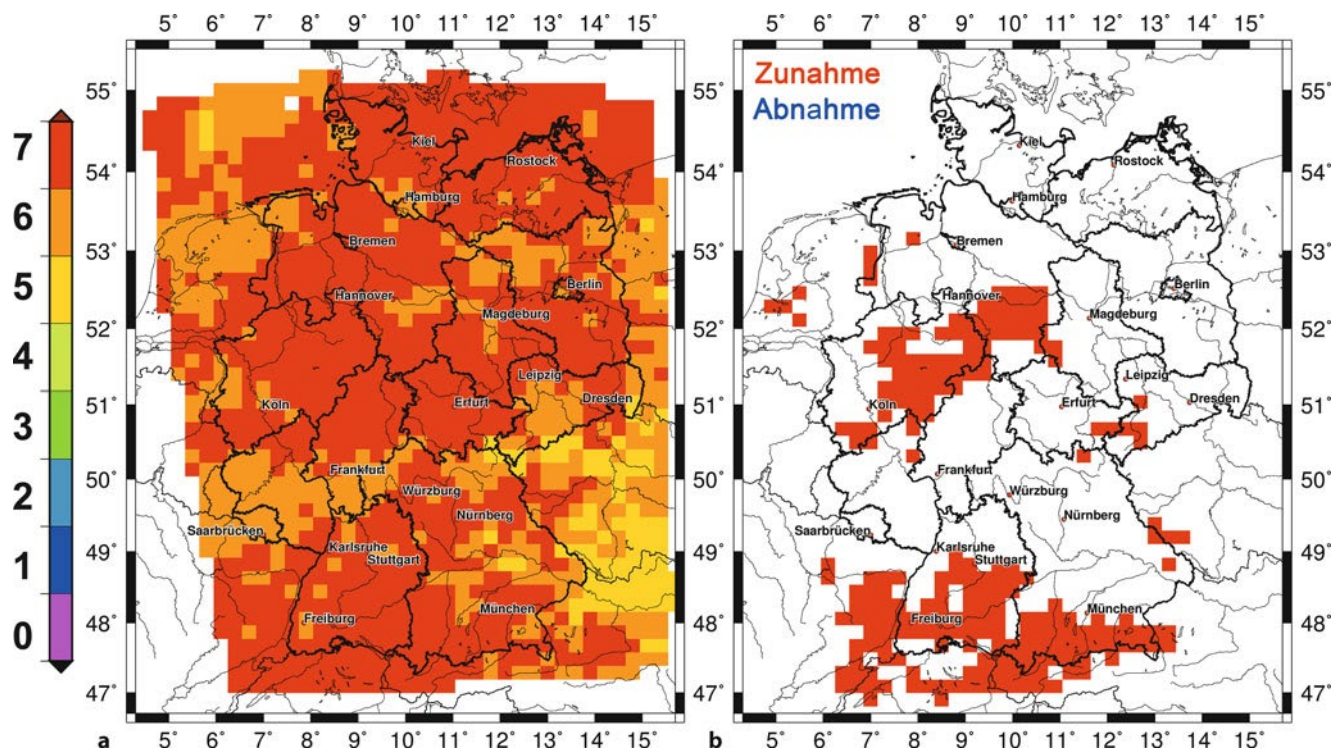 5° 6° 7° 8° 9° 10° 11° 12° 13° 14° 15°
55°
54°
53°
52°
51°
50°
49°
48°
47°
7
6
5
4
3
2
1
0
Kiel
Rostock
Hamburg
Bremen
Berlin
Hannover
Magdeburg
Leipzig
Köln
Erfurt
Dresden
Frankfurt
Würzburg
Nürnberg
Saarbrücken
Karlsruhe
Stuttgart
Freiburg
München
5° 6° 7° 8° 9° 10° 11° 12° 13° 14° 15°
a
5° 6° 7° 8° 9° 10° 11° 12° 13° 14° 15°
Zunahme
Abnahme
55°
54°
53°
52°
51°
50°
49°
48°
47°
Kiel
Rostock
Hamburg
Bremen
Berlin
Hannover
Magdeburg
Leipzig
Köln
Erfurt
Dresden
Frankfurt
Würzburg
Nürnberg
Saarbrücken
Karlsruhe
Stuttgart
Freiburg
München
5° 6° 7° 8° 9° 10° 11° 12° 13° 14° 15°
b